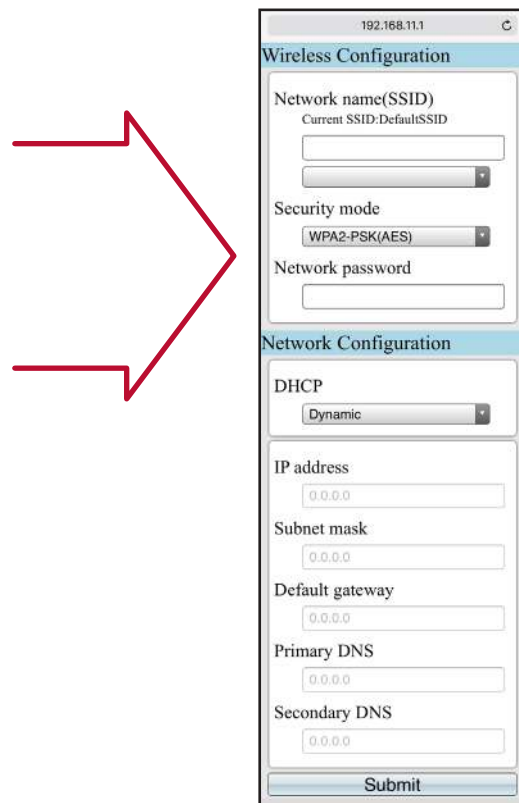 192.168.11.1
Wireless Configuration
Network name(SSID)
Current SSID:DefaultSSID
Security mode
WPA2-PSK(AES)
Network password
Network Configuration
DHCP
Dynamic
IP address
0.0.0.0
Subnet mask
0.0.0.0
Default gateway
0.0.0.0
Primary DNS
0.0.0.0
Secondary DNS
0.0.0.0
Submit